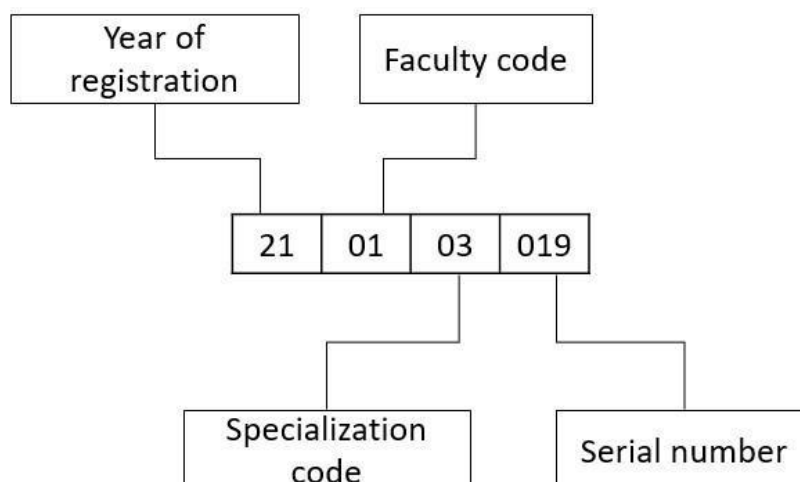 Year of
registration
Faculty code
21 01 03 019
Specialization
code
Serial number